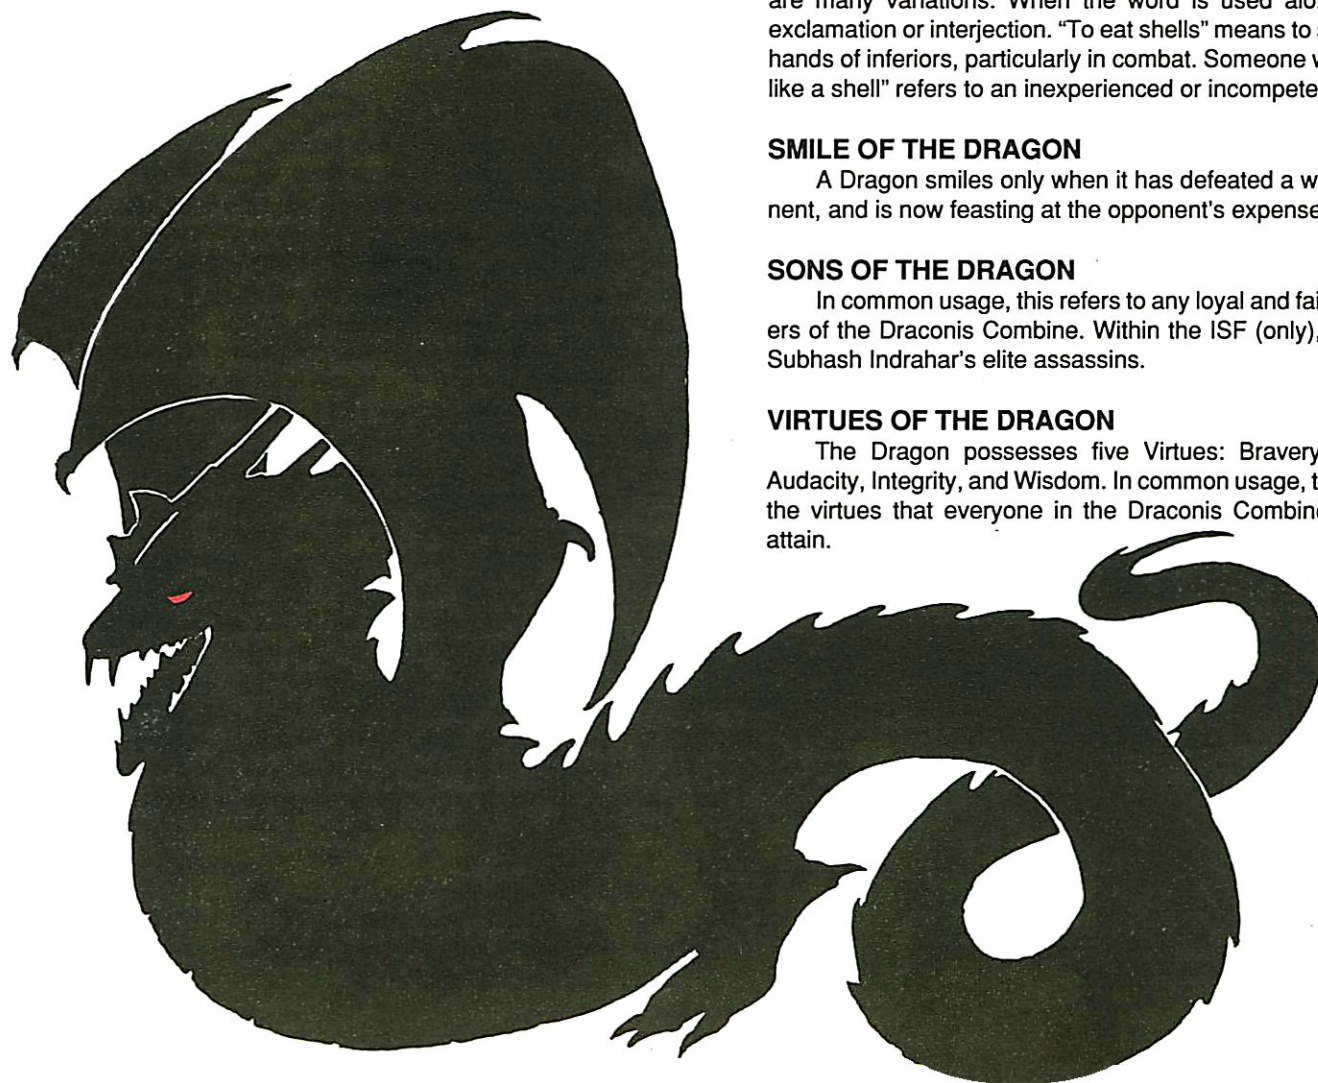 are many variations. When the word is used alo
exclamation or interjection. “To eat shells” means to
hands of inferiors, particularly in combat. Someone
like a shell” refers to an inexperienced or incompete
SMILE OF THE DRAGON
A Dragon smiles only when it has defeated a w
nent, and is now feasting at the opponent's expense
SONS OF THE DRAGON
In common usage, this refers to any loyal and fai
ers of the Draconis Combine. Within the ISF (only),
Subhash Indrahar's elite assassins.
VIRTUES OF THE DRAGON
The Dragon possesses five Virtues: Bravery
Audacity, Integrity, and Wisdom. In common usage, t
the virtues that everyone in the Draconis Combine
attain.